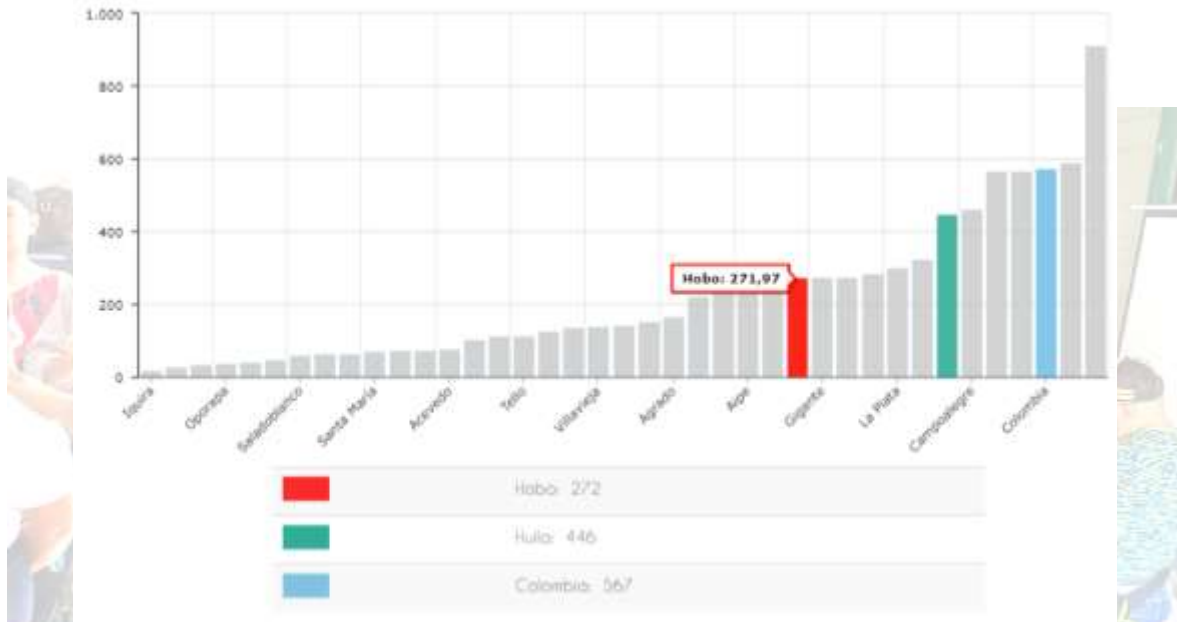 1.000
800
600
400
200
0
Hobo: 271,97
Iquira
Oporapa
Saladoblanco
Santa María
Acevedo
Tello
Villavieja
Agrado
Aipe
Gigante
La Plata
Campoalegre
Colombia
Hobo: 272
Huila: 446
Colombia: 567